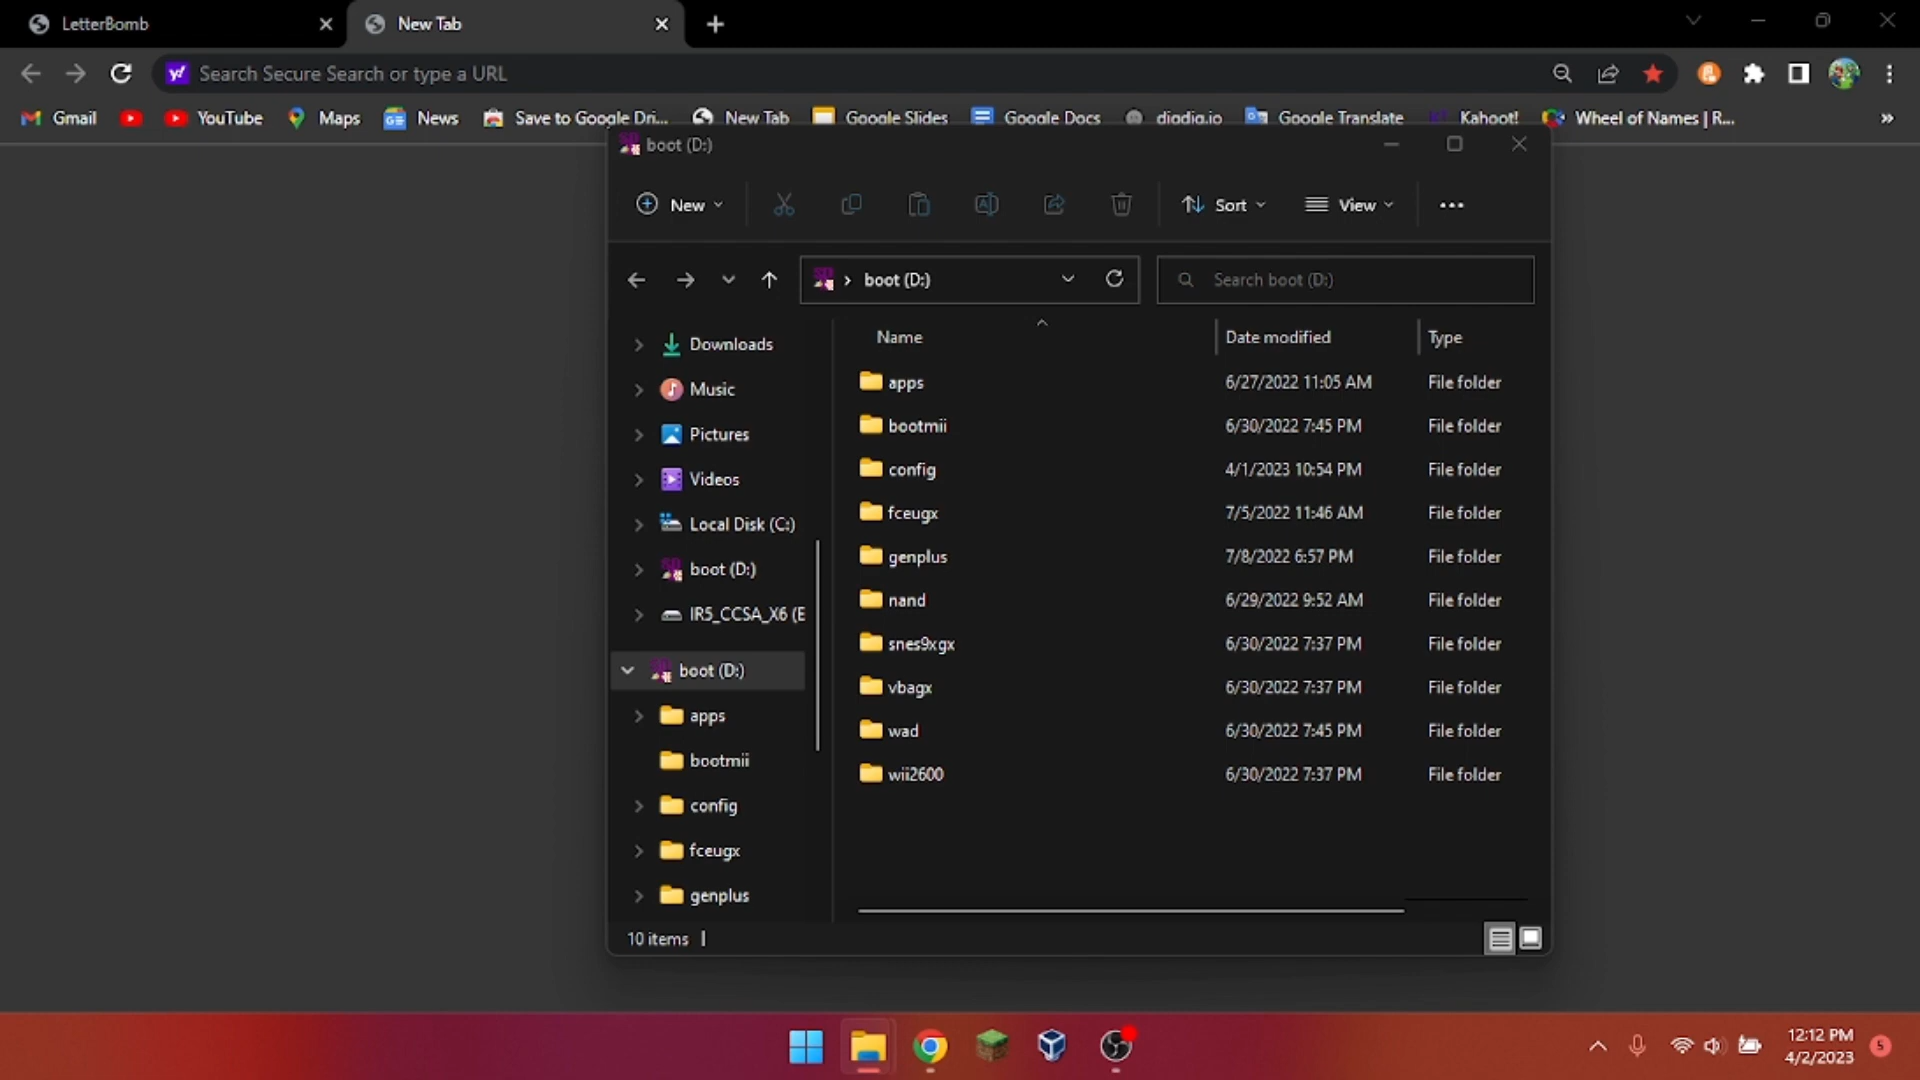 LetterBomb
New Tab
Search Secure Search or type a URL
Gmail
YouTube
Maps
News
Save to Google Dri...
New Tab
Google Slides
Google Docs
digdig.io
Google Translate
Kahoot!
Wheel of Names | R...
»
boot (D:)
New
Sort
View
boot (D:)
Search boot (D:)
Name
Date modified
Type
Downloads
Music
Pictures
Videos
Local Disk (C:)
boot (D:)
IR5_CCSA_X6 (E
boot (D:)
apps
bootmii
config
fceugx
genplus
apps 6/27/2022 11:05 AM File folder
bootmii 6/30/2022 7:45 PM File folder
config 4/1/2023 10:54 PM File folder
fceugx 7/5/2022 11:46 AM File folder
genplus 7/8/2022 6:57 PM File folder
nand 6/29/2022 9:52 AM File folder
snes9xgx 6/30/2022 7:37 PM File folder
vbagx 6/30/2022 7:37 PM File folder
wad 6/30/2022 7:45 PM File folder
wii2600 6/30/2022 7:37 PM File folder
10 items
12:12 PM
4/2/2023
5